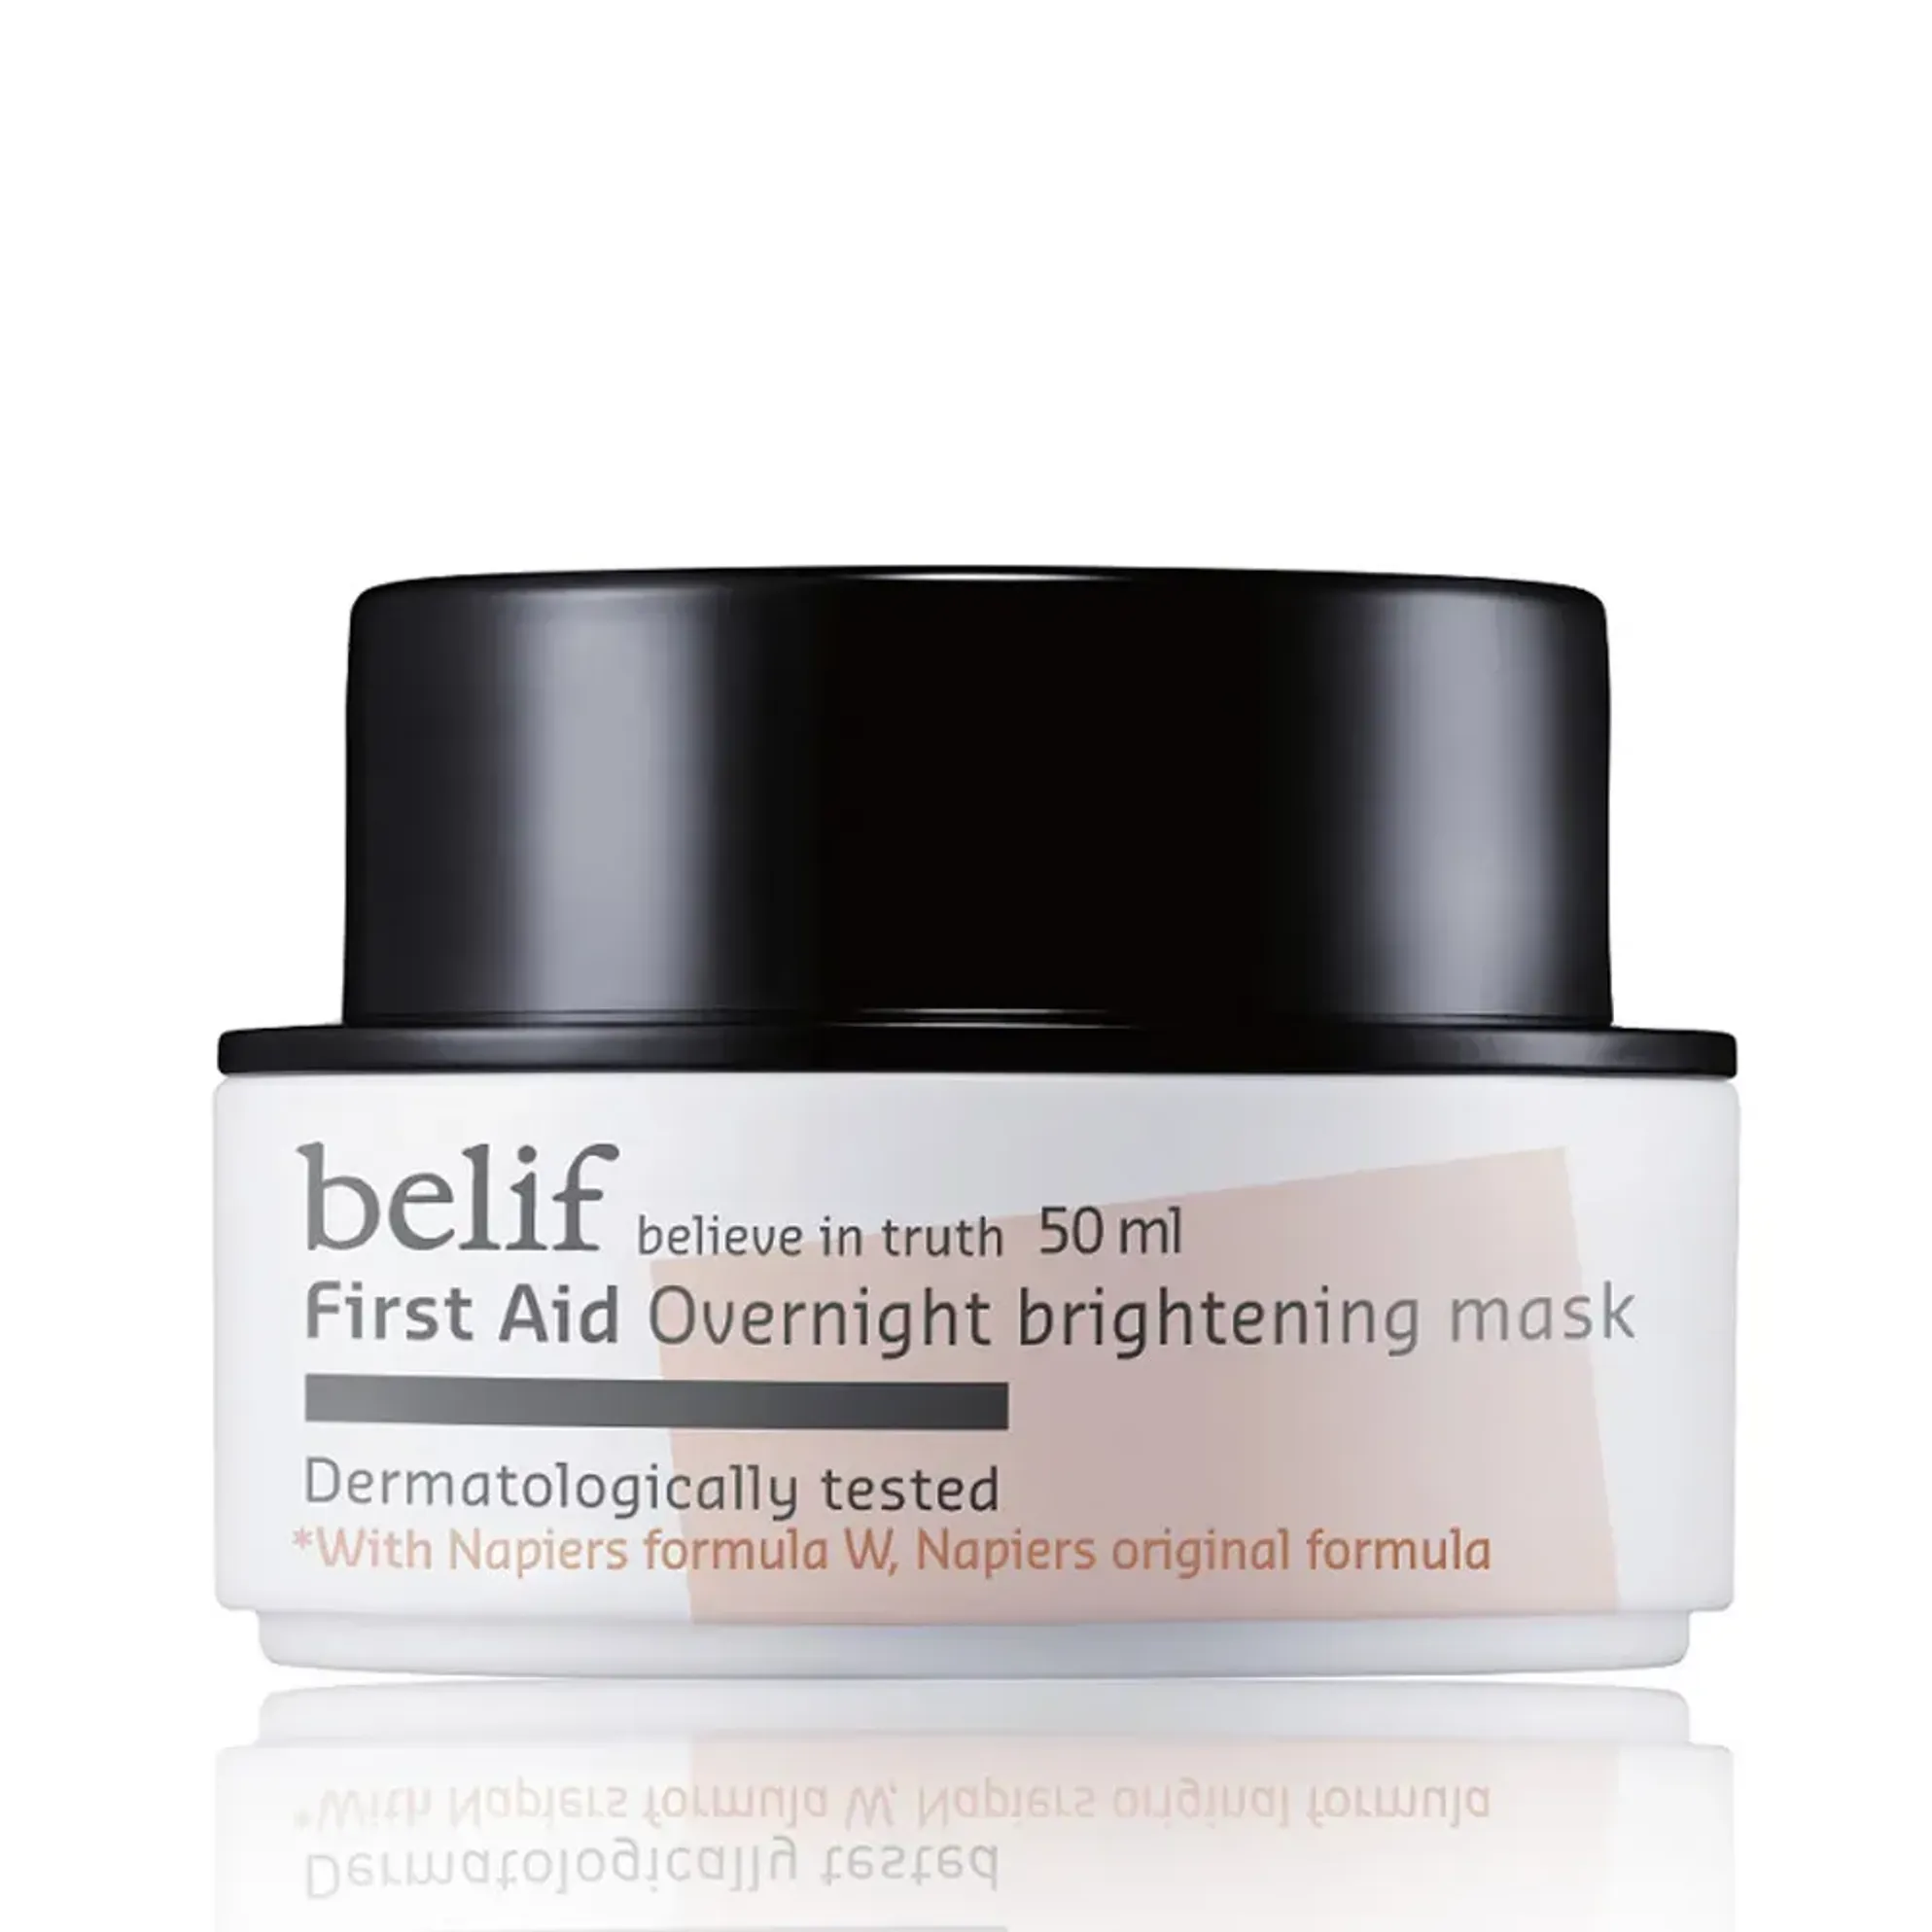 belif believe in truth 50 ml
First Aid Overnight brightening mask
Dermatologically tested
*With Napiers formula W, Napiers original formula